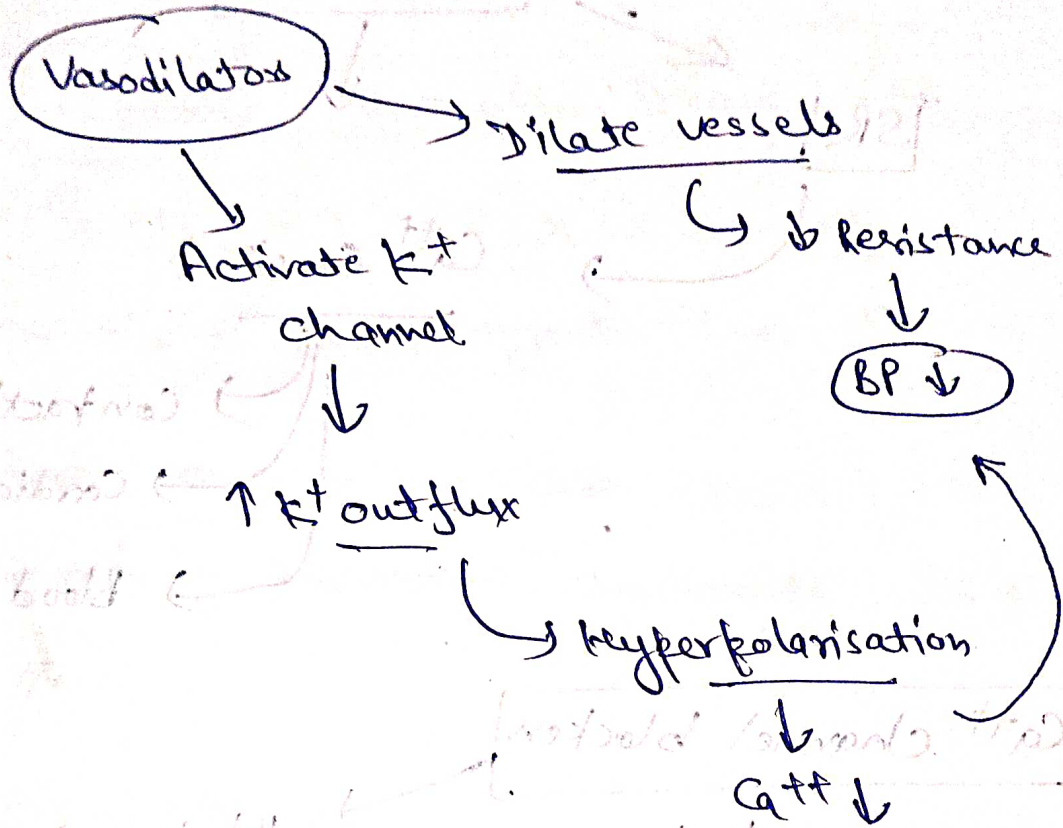 Vasodilators
Dilate vessels
↓ Resistance
BP ↓
Activate K+
channel
↑ K+ outflux
Hyperpolarisation
Ca++ ↓